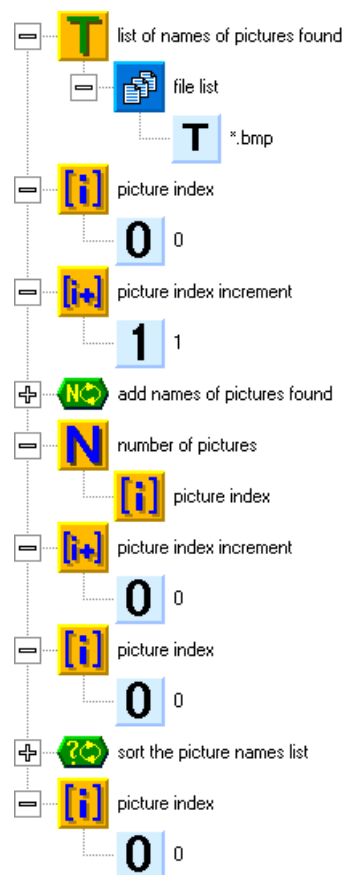 T list of names of pictures found
file list
T *.bmp
[i] picture index
0 0
[i+] picture index increment
1 1
N add names of pictures found
N number of pictures
[i] picture index
[i+] picture index increment
0 0
[i] picture index
0 0
? sort the picture names list
[i] picture index
0 0